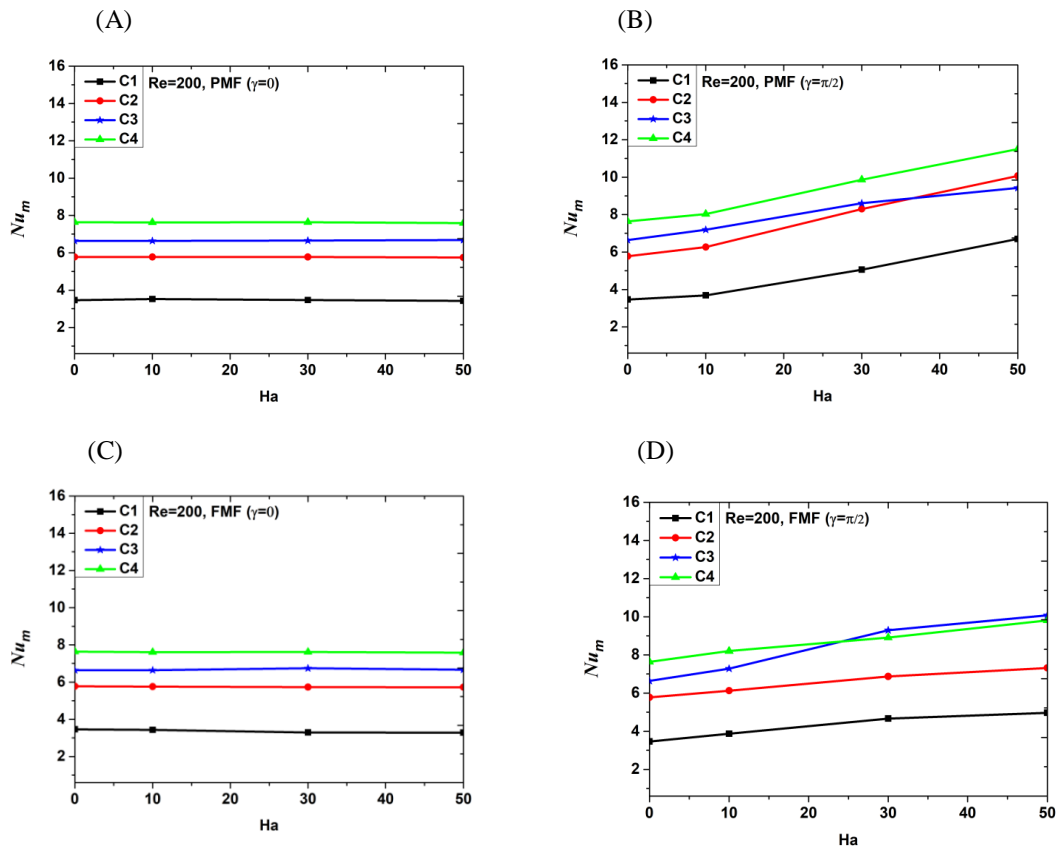 (A)
(B)
16
14
12
10
8
6
4
2
Nu_m
C1
C2
C3
C4
Re=200, PMF (γ=0)
0 10 20 30 40 50
Ha
16
14
12
10
8
6
4
2
Nu_m
C1
C2
C3
C4
Re=200, PMF (γ=π/2)
0 10 20 30 40 50
Ha
(C)
(D)
16
14
12
10
8
6
4
2
Nu_m
C1
C2
C3
C4
Re=200, FMF (γ=0)
0 10 20 30 40 50
Ha
16
14
12
10
8
6
4
2
Nu_m
C1
C2
C3
C4
Re=200, FMF (γ=π/2)
0 10 20 30 40 50
Ha